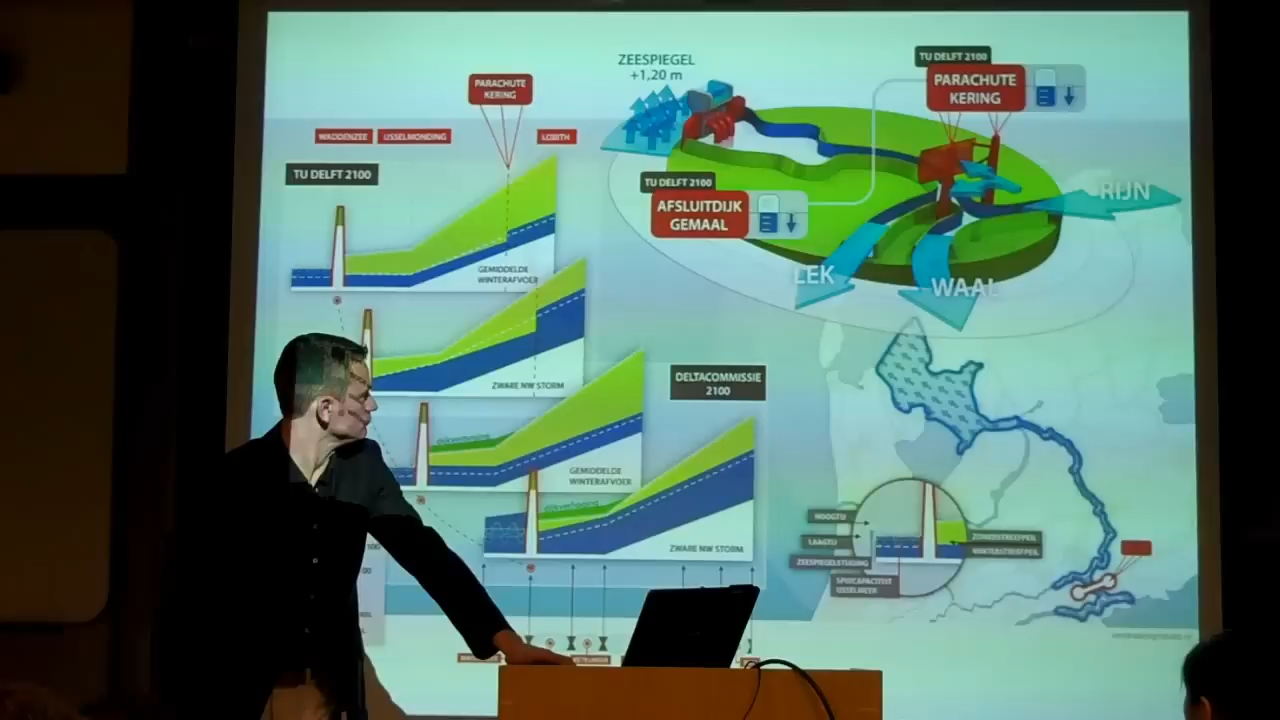 ZEESPIEGEL
+1,20 m
TU DELFT 2100
PARACHUTE
KERING
PARACHUTE
KERING
WADDENZEE
IJSSELMONDING
LOBITH
TU DELFT 2100
TU DELFT 2100
AFSLUITDIJK
GEMAAL
RIJN
LEK
WAAL
GEMIDDELDE
WINTERAFVOER
ZWARE NW STORM
DELTACOMMISSIE
2100
GEMIDDELDE
WINTERAFVOER
ZWARE NW STORM
HOOGTIJ
LAAGTIJ
ZEESPIEGELSTIJGING
SPUICAPACITEIT
IJSSELMEER
ZOMERSTREEFPEIL
WINTERSTREEFPEIL